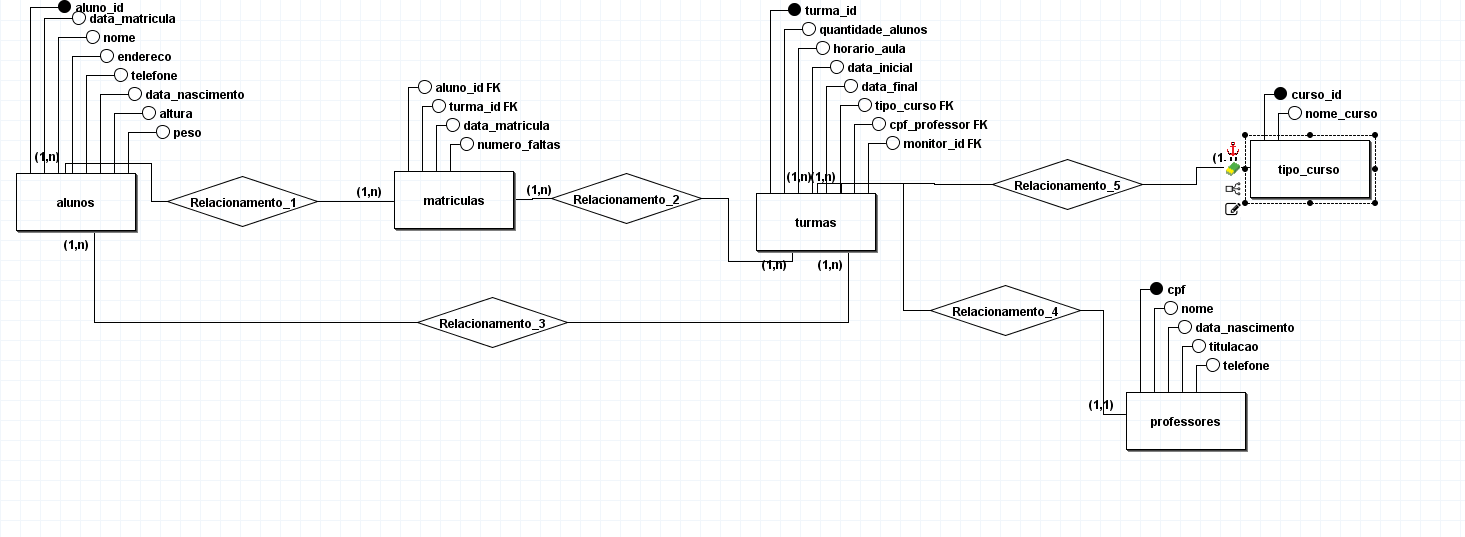 aluno_id
data_matricula
nome
endereco
telefone
data_nascimento
altura
peso
(1,n)
alunos
(1,n)
Relacionamento_1
(1,n)
aluno_id FK
turma_id FK
data_matricula
numero_faltas
matriculas
(1,n)
Relacionamento_2
(1,n)
turma_id
quantidade_alunos
horario_aula
data_inicial
data_final
tipo_curso FK
cpf_professor FK
monitor_id FK
(1,n)
(1,n)
turmas
(1,n)
Relacionamento_3
Relacionamento_5
(1,
curso_id
nome_curso
tipo_curso
Relacionamento_4
(1,1)
cpf
nome
data_nascimento
titulacao
telefone
professores